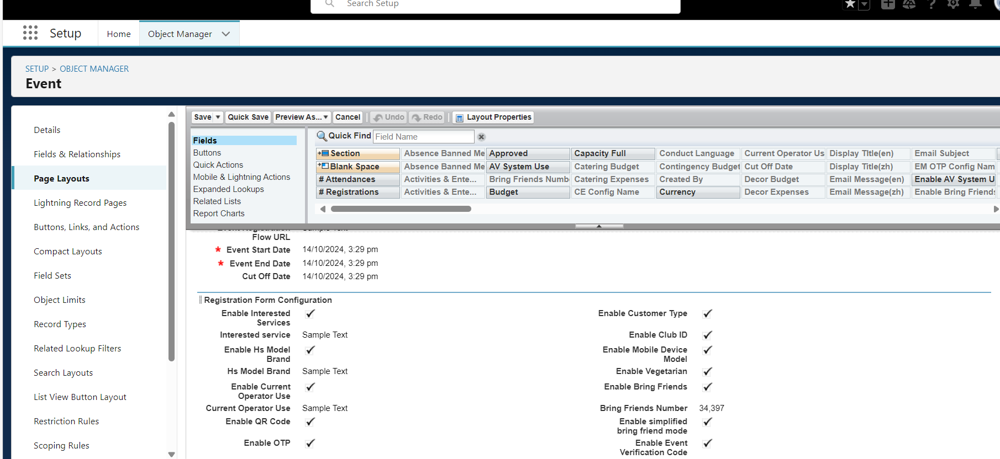 Search Setup
Setup
Home
Object Manager
SETUP > OBJECT MANAGER
Event
Details
Fields & Relationships
Page Layouts
Lightning Record Pages
Buttons, Links, and Actions
Compact Layouts
Field Sets
Object Limits
Record Types
Related Lookup Filters
Search Layouts
List View Button Layout
Restriction Rules
Scoping Rules
Save
Quick Save
Preview As...
Cancel
Undo
Redo
Layout Properties
Fields
Buttons
Quick Actions
Mobile & Lightning Actions
Expanded Lookups
Related Lists
Report Charts
Quick Find
Field Name
Section
Absence Banned Me
Approved
Capacity Full
Conduct Language
Current Operator Us
Display TItle(en)
Email Subject
Blank Space
Absence Banned Me
AV System Use
Catering Budget
Contingency Budget
Cut Off Date
Display Title(zh)
EM OTP Config Nam
# Attendances
Activities & Ente...
Bring Friends Numb
Catering Expenses
Created By
Decor Budget
Email Message(en)
Enable AV System U
# Registrations
Activities & Ente...
Budget
CE Config Name
Currency
Decor Expenses
Email Message(zh)
Enable Bring Friends
Event Registration Sample Text
Flow URL
* Event Start Date 14/10/2024, 3:29 pm
* Event End Date 14/10/2024, 3:29 pm
Cut Off Date 14/10/2024, 3:29 pm
Registration Form Configuration
Enable Interested
Services
Enable Customer Type
Interested service Sample Text
Enable Club ID
Enable Hs Model
Brand
Enable Mobile Device
Model
Hs Model Brand Sample Text
Enable Vegetarian
Enable Current
Operator Use
Enable Bring Friends
Current Operator Use Sample Text
Bring Friends Number 34,397
Enable QR Code
Enable simplified
bring friend mode
Enable OTP
Enable Event
Verification Code